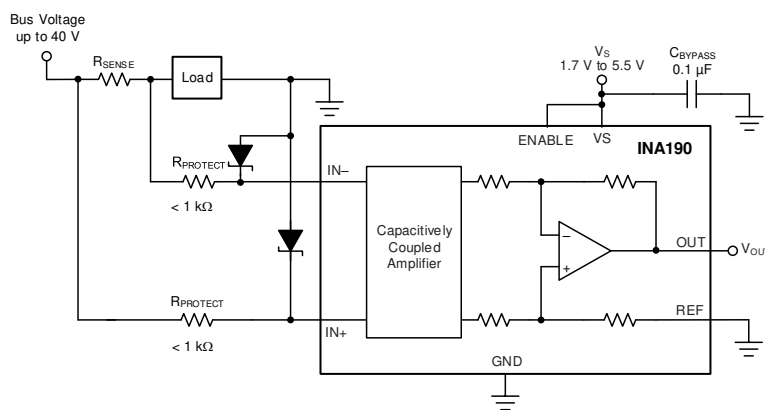 Bus Voltage
up to 40 V
RSENSE
Load
VS
1.7 V to 5.5 V
CBYPASS
0.1 µF
ENABLE
VS
INA190
RPROTECT
< 1 kΩ
IN–
Capacitively
Coupled
Amplifier
–
+
OUT
VOU
RPROTECT
< 1 kΩ
IN+
REF
GND